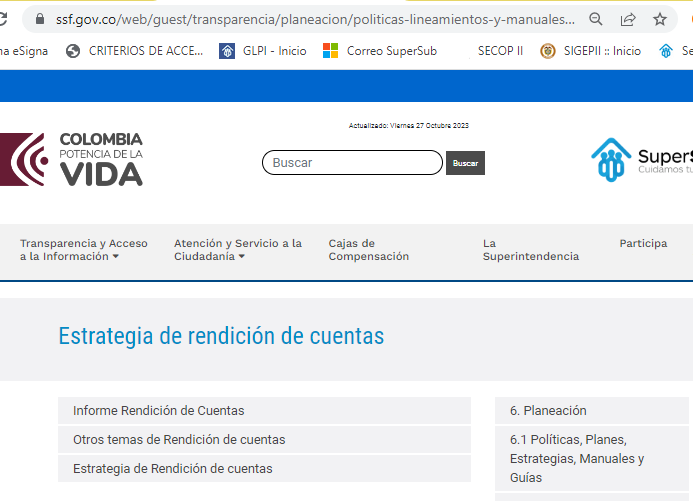 ssf.gov.co/web/guest/transparencia/planeacion/politicas-lineamientos-y-manuales...
na eSigna CRITERIOS DE ACCE... GLPI - Inicio Correo SuperSub SECOP II SIGEPII :: Inicio Se
Actualizado: Viernes 27 Octubre 2023
COLOMBIA
POTENCIA DE LA
VIDA
Buscar Buscar
SuperS
Cuidamos tu
Transparencia y Acceso
a la Información
Atención y Servicio a la
Ciudadanía
Cajas de
Compensación
La
Superintendencia
Participa
Estrategia de rendición de cuentas
Informe Rendición de Cuentas
Otros temas de Rendición de cuentas
Estrategia de Rendición de cuentas
6. Planeación
6.1 Políticas, Planes,
Estrategias, Manuales y
Guías